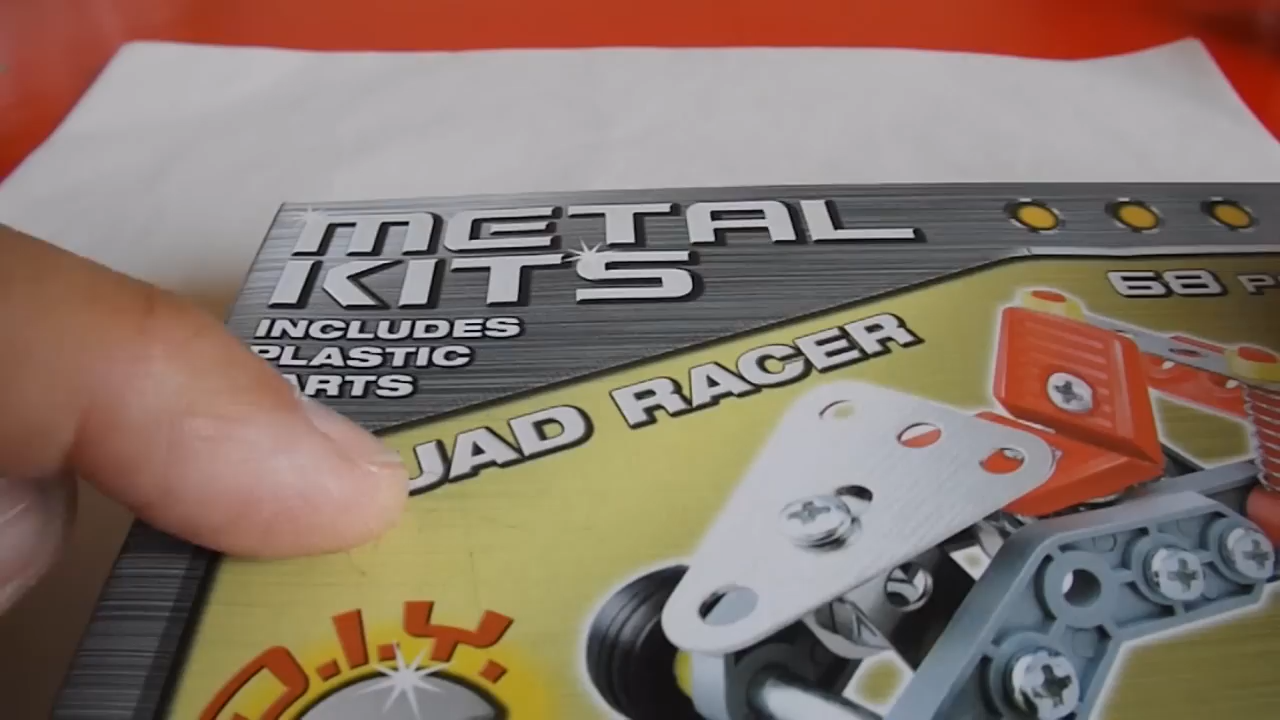 METAL
KITS
INCLUDES
PLASTIC
ARTS
UAD RACER
68 P
D.I.Y.